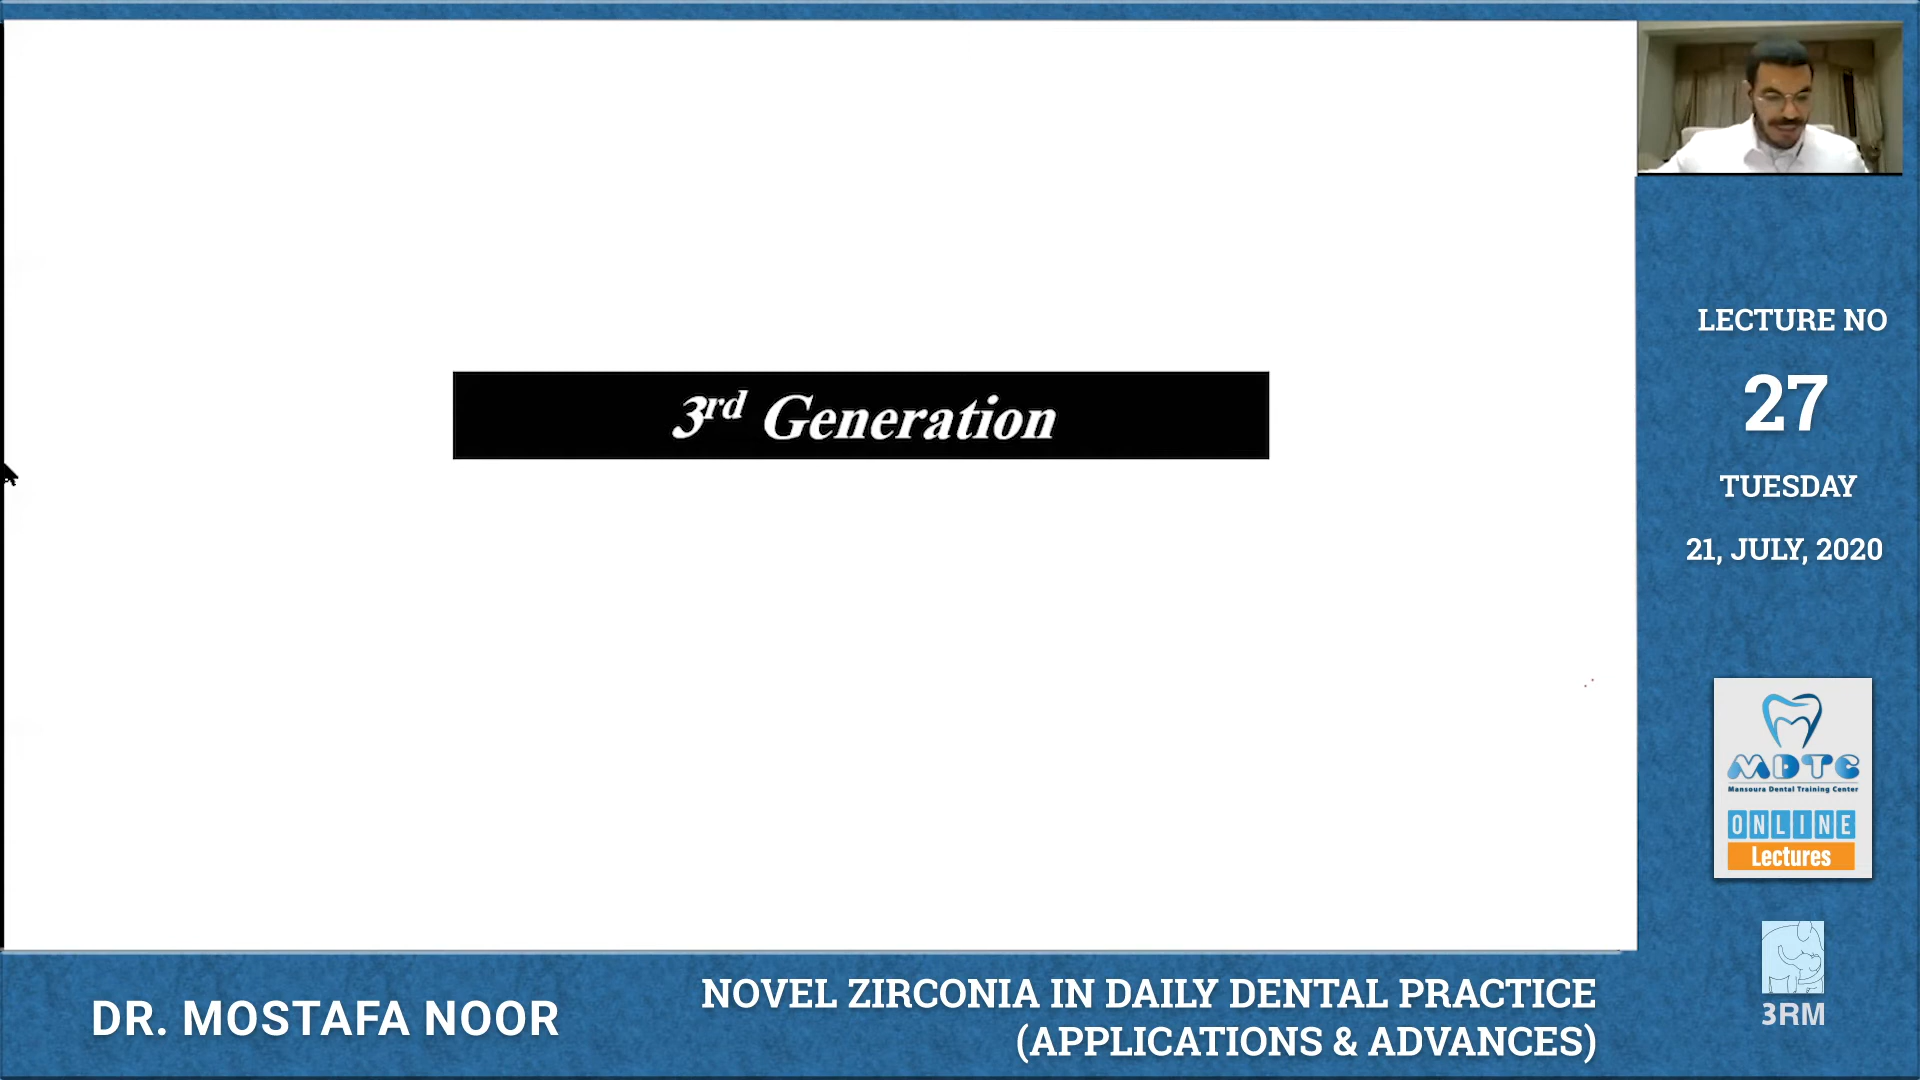 3rd Generation
LECTURE NO
27
TUESDAY
21, JULY, 2020
MDTC
Mansoura Dental Training Center
ONLINE
Lectures
3RM
DR. MOSTAFA NOOR
NOVEL ZIRCONIA IN DAILY DENTAL PRACTICE
(APPLICATIONS & ADVANCES)